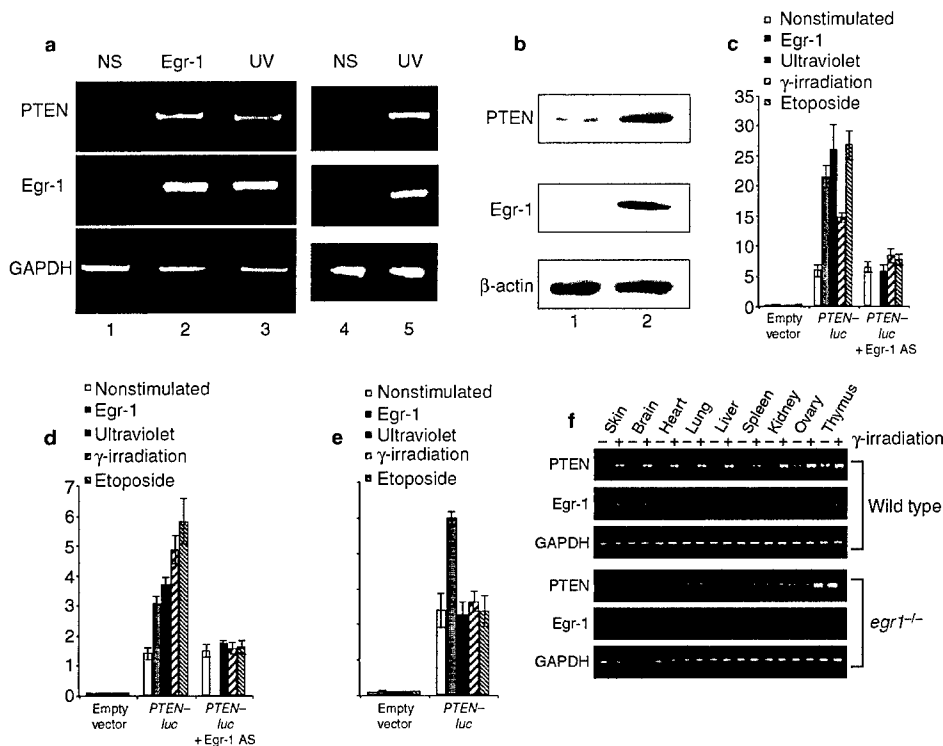 a
NS Egr-1 UV NS UV
PTEN
Egr-1
GAPDH
1 2 3 4 5
b
PTEN
Egr-1
β-actin
1 2
c
Nonstimulated
Egr-1
Ultraviolet
γ-irradiation
Etoposide
35
30
25
20
15
10
5
0
Empty vector
PTEN–luc
PTEN–luc + Egr-1 AS
d
Nonstimulated
Egr-1
Ultraviolet
γ-irradiation
Etoposide
7
6
5
4
3
2
1
0
Empty vector
PTEN–luc
PTEN–luc + Egr-1 AS
e
Nonstimulated
Egr-1
Ultraviolet
γ-irradiation
Etoposide
Empty vector
PTEN–luc
f
Skin Brain Heart Lung Liver Spleen Kidney Ovary Thymus
– + – + – + – + – + – + – + – + – + γ-irradiation
PTEN
Egr-1
GAPDH
Wild type
PTEN
Egr-1
GAPDH
egr1–/–